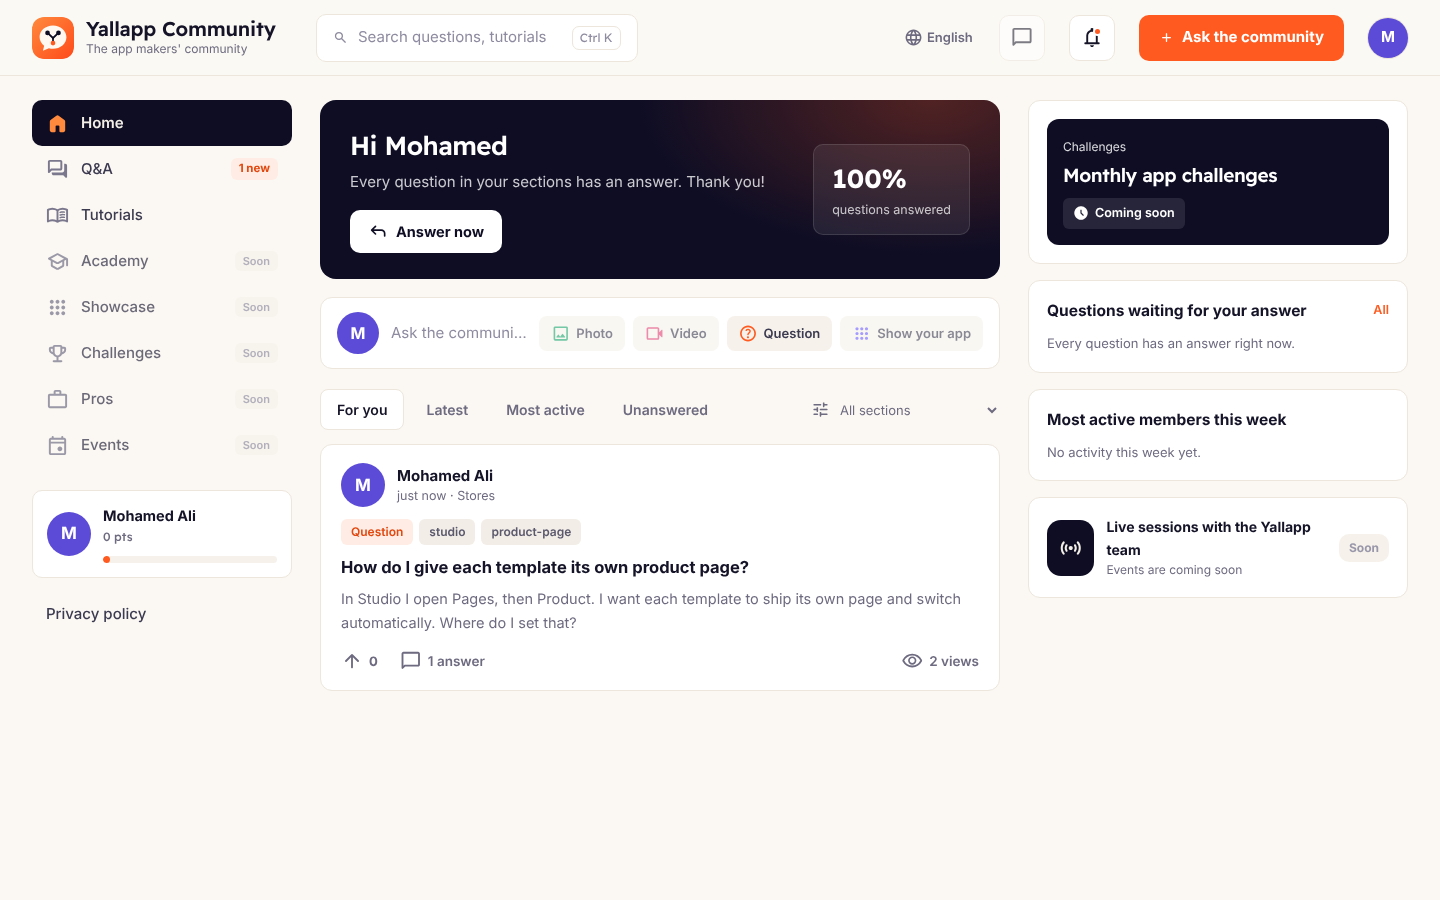 Yallapp Community
The app makers' community
Search questions, tutorials
Ctrl K
English
+ Ask the community
M
Home
Q&A
1 new
Tutorials
Academy
Soon
Showcase
Soon
Challenges
Soon
Pros
Soon
Events
Soon
M
Mohamed Ali
0 pts
Privacy policy
Hi Mohamed
Every question in your sections has an answer. Thank you!
Answer now
100%
questions answered
M
Ask the communi...
Photo
Video
Question
Show your app
For you
Latest
Most active
Unanswered
All sections
M
Mohamed Ali
just now · Stores
Question
studio
product-page
How do I give each template its own product page?
In Studio I open Pages, then Product. I want each template to ship its own page and switch
automatically. Where do I set that?
0
1 answer
2 views
Challenges
Monthly app challenges
Coming soon
Questions waiting for your answer
All
Every question has an answer right now.
Most active members this week
No activity this week yet.
Live sessions with the Yallapp
team
Events are coming soon
Soon